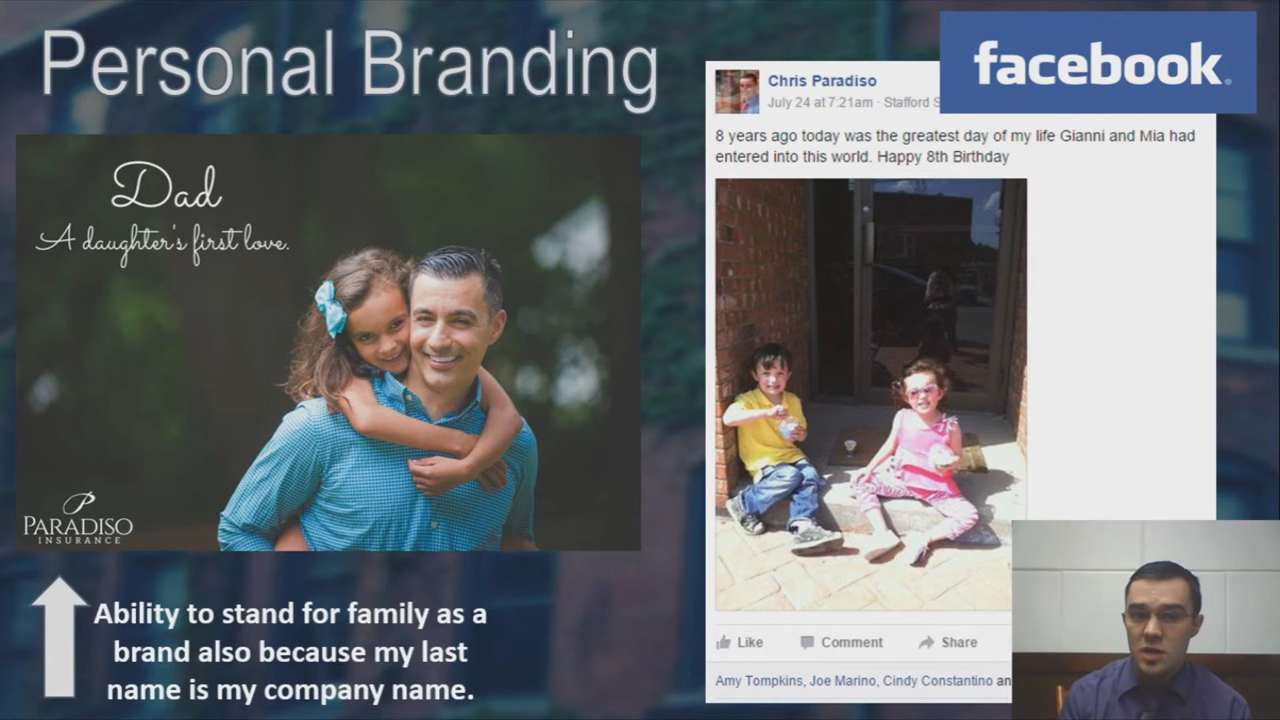 Personal Branding
facebook
Dad
A daughter's first love.
PARADISO
INSURANCE
Ability to stand for family as a
brand also because my last
name is my company name.
Chris Paradiso
July 24 at 7:21am · Stafford
8 years ago today was the greatest day of my life Gianni and Mia had
entered into this world. Happy 8th Birthday
Like Comment Share
Amy Tompkins, Joe Marino, Cindy Constantino